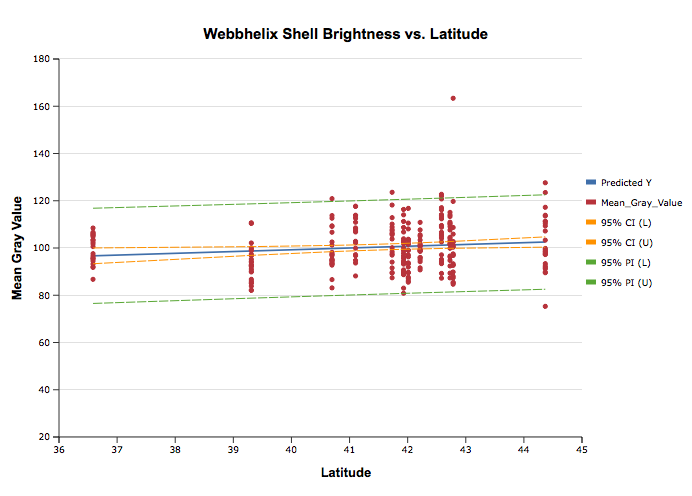 Webbhelix Shell Brightness vs. Latitude
180
160
140
120
100
80
60
40
20
Mean Gray Value
36
37
38
39
40
41
42
43
44
45
Latitude
Predicted Y
Mean_Gray_Value
95% CI (L)
95% CI (U)
95% PI (L)
95% PI (U)